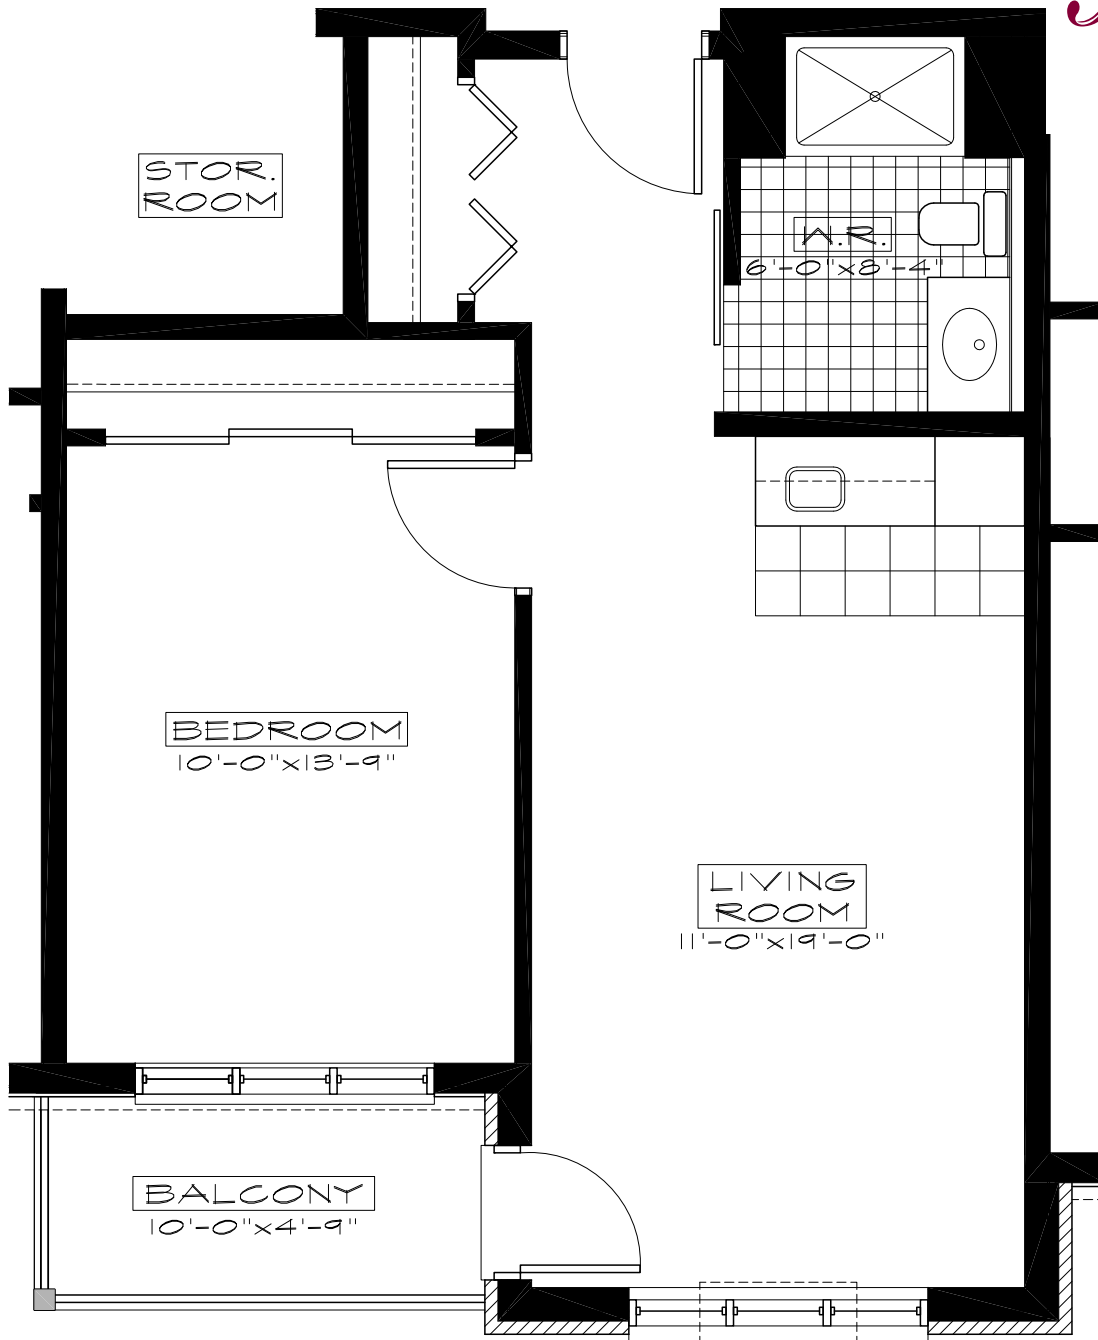 STOR.
ROOM
W.R.
6'-0"x8'-4"
BEDROOM
10'-0"x13'-9"
LIVING
ROOM
11'-0"x19'-0"
BALCONY
10'-0"x4'-9"